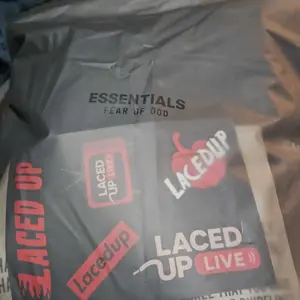 ESSENTIALS
FEAR OF GOD
LACED UP
LACED
UP
LACEDUP
Lacedup
LACED
UP LIVE